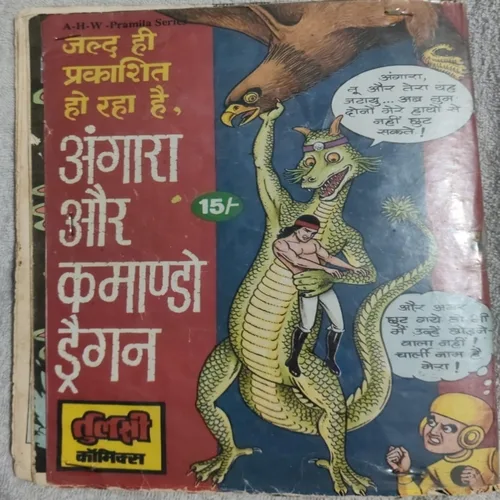 A-H-W-Pramila Series
जल्द ही
प्रकाशित
हो रहा है,
अंगारा
और
कमाण्डो
ड्रैगन
15/-
तुलसी
कॉमिक्स
अंगारा,
तू और तेरा यह
जटायु... अब तुम
दोनों मेरे हाथों से
नहीं छूट
सकते!
और अगर
छूट गये तो भी
मैं उन्हें छोड़ने
वाला नहीं!
चार्ली नाम है
मेरा!